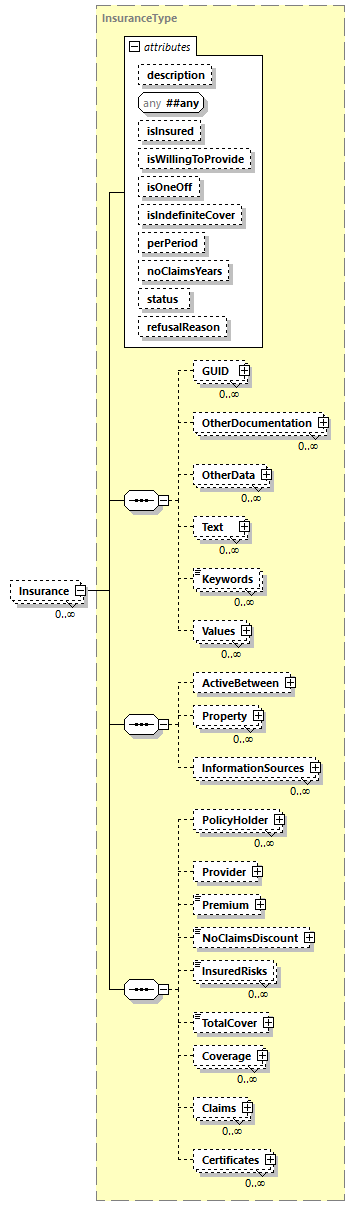 InsuranceType
attributes
description
any ##any
isInsured
isWillingToProvide
isOneOff
isIndefiniteCover
perPeriod
noClaimsYears
status
refusalReason
GUID
0..∞
OtherDocumentation
0..∞
OtherData
0..∞
Text
0..∞
Keywords
0..∞
Insurance
0..∞
Values
0..∞
ActiveBetween
Property
0..∞
InformationSources
0..∞
PolicyHolder
0..∞
Provider
Premium
NoClaimsDiscount
InsuredRisks
0..∞
TotalCover
Coverage
0..∞
Claims
0..∞
Certificates
0..∞